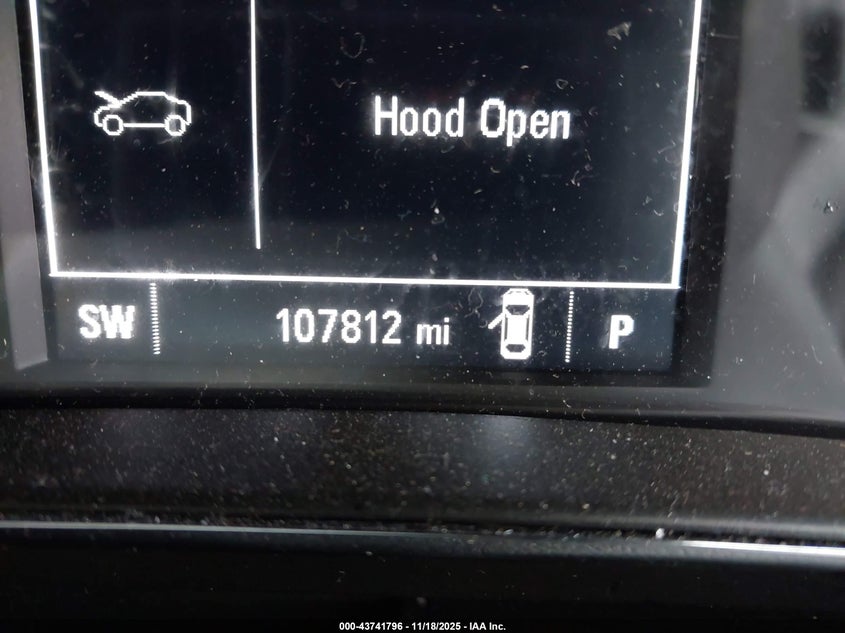 Hood Open
SW 107812 mi P
000-43741796 - 11/18/2025 - IAA Inc.